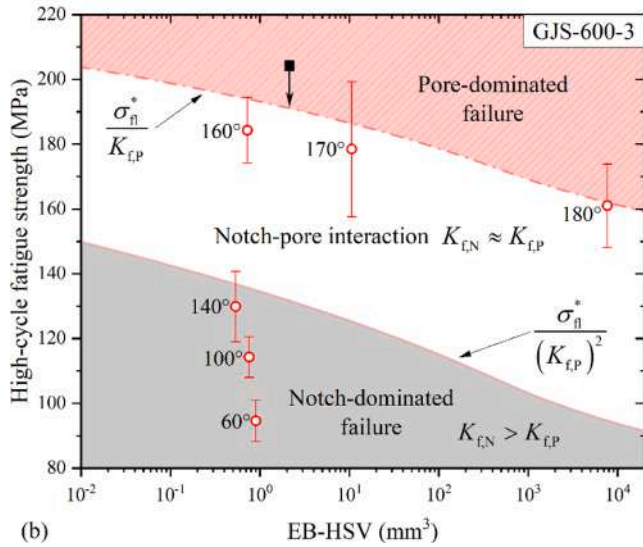 GJS-600-3
High-cycle fatigue strength (MPa)
220
200
180
160
140
120
100
80
σ*fl
Kf,P
Pore-dominated
failure
160°
170°
180°
Notch-pore interaction Kf,N ≈ Kf,P
140°
100°
60°
σ*fl
(Kf,P)²
Notch-dominated
failure
Kf,N > Kf,P
10⁻² 10⁻¹ 10⁰ 10¹ 10² 10³ 10⁴
(b) EB-HSV (mm³)